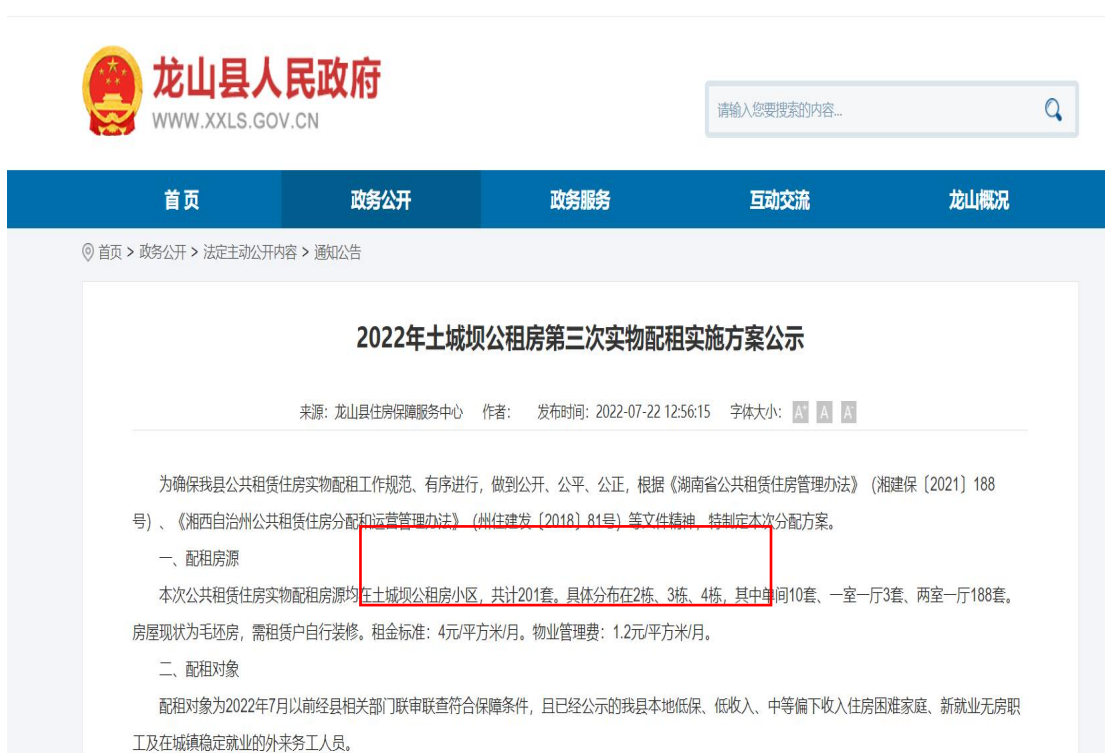 龙山县人民政府
WWW.XXLS.GOV.CN
请输入您要搜索的内容...
首页 政务公开 政务服务 互动交流 龙山概况
首页 > 政务公开 > 法定主动公开内容 > 通知公告
2022年土城坝公租房第三次实物配租实施方案公示
来源：龙山县住房保障服务中心 作者： 发布时间：2022-07-22 12:56:15 字体大小： A+ A A-
为确保我县公共租赁住房实物配租工作规范、有序进行，做到公开、公平、公正，根据《湖南省公共租赁住房管理办法》（湘建保〔2021〕188
号）、《湘西自治州公共租赁住房分配和运营管理办法》（州住建发〔2018〕81号）等文件精神，特制定本次分配方案。
一、配租房源
本次公共租赁住房实物配租房源均在土城坝公租房小区，共计201套。具体分布在2栋、3栋、4栋，其中单间10套、一室一厅3套、两室一厅188套。
房屋现状为毛坯房，需租赁户自行装修。租金标准：4元/平方米/月。物业管理费：1.2元/平方米/月。
二、配租对象
配租对象为2022年7月以前经县相关部门联审联查符合保障条件，且已经公示的我县本地低保、低收入、中等偏下收入住房困难家庭、新就业无房职
工及在城镇稳定就业的外来务工人员。